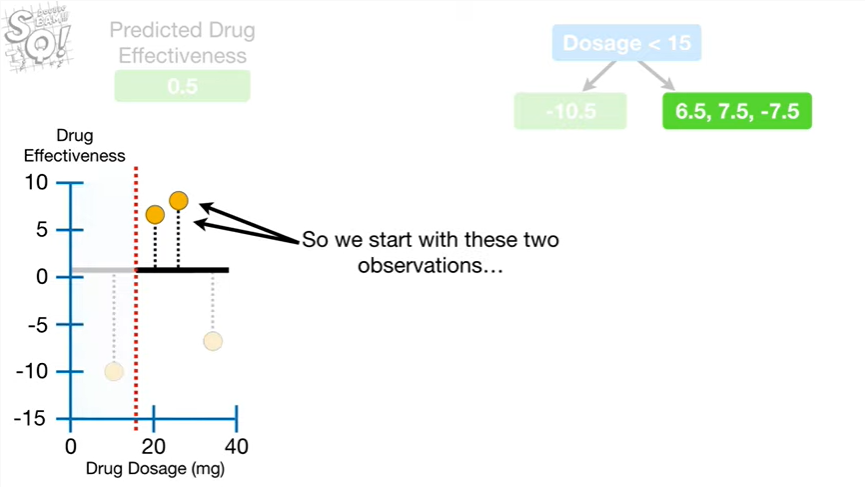 SQ!
Predicted Drug
Effectiveness
0.5
Dosage < 15
-10.5
6.5, 7.5, -7.5
Drug
Effectiveness
10
5
0
-5
-10
-15
So we start with these two
observations…
0
20
40
Drug Dosage (mg)